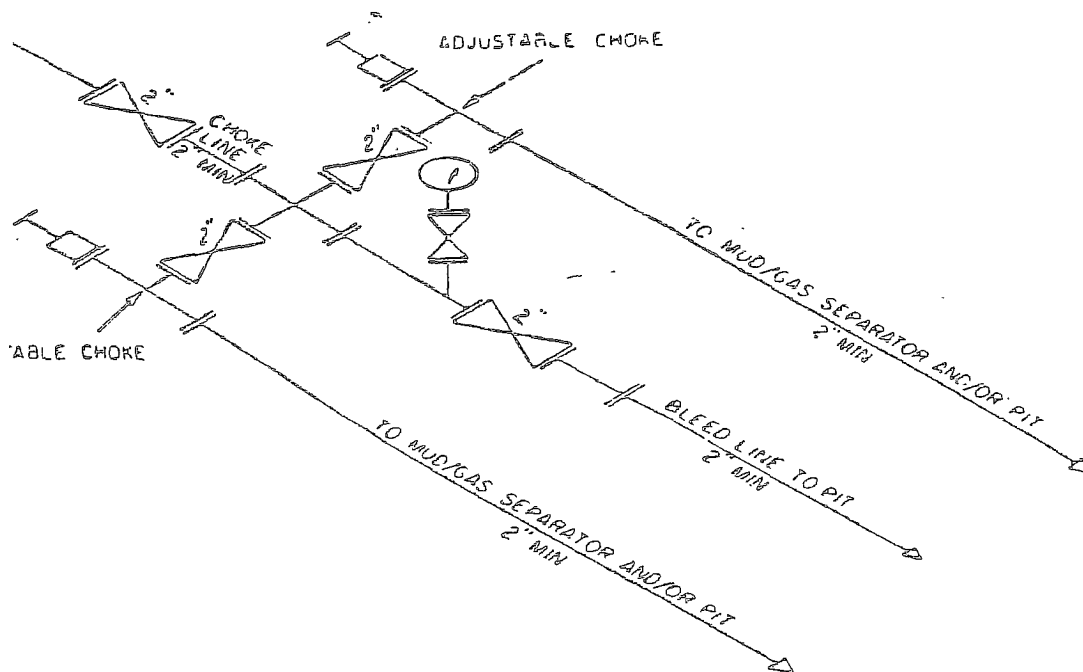 ADJUSTABLE CHOKE
2"
CHOKE
LINE
2" MIN
2"
2"
TABLE CHOKE
2"
TO MUD/GAS SEPARATOR AND/OR PIT
2" MIN
BLEED LINE TO PIT
2" MIN
TO MUD/GAS SEPARATOR AND/OR PIT
2" MIN